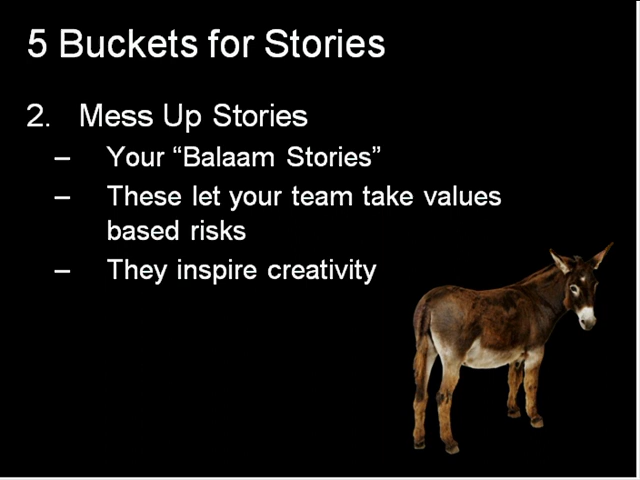 5 Buckets for Stories
2. Mess Up Stories
– Your “Balaam Stories”
– These let your team take values
based risks
– They inspire creativity